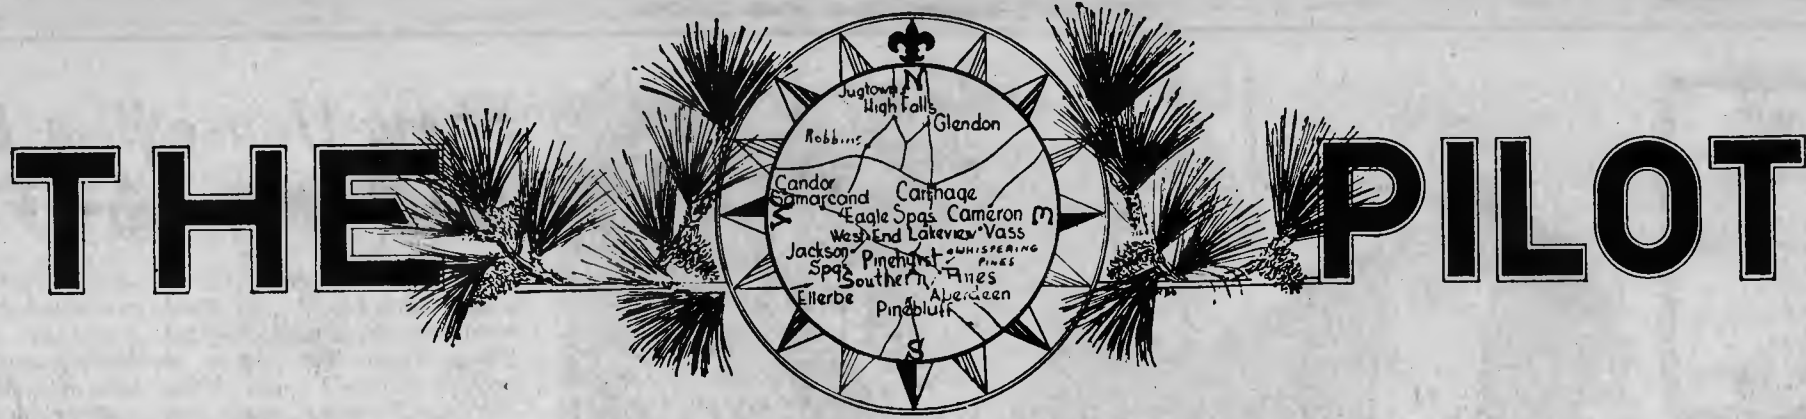 THE PILOT
N
Jugtown
High Falls
Glendon
Robbins
Candor
Samarcand
Carthage
W
Eagle Spgs. Cameron E
West End Lakeview Vass
Jackson Spgs
Pinehurst
WHISPERING PINES
Southern Pines
Ellerbe
Aberdeen
Pinebluff
S